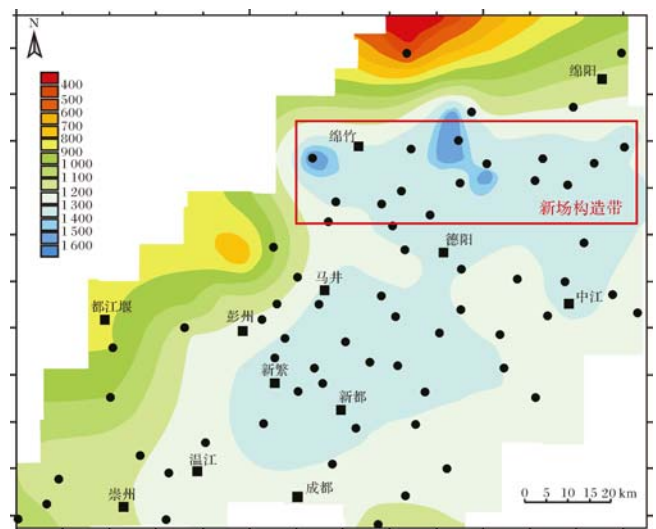 N
绵阳
400
500
600
700
800
900
1 000
1 100
1 200
1 300
1 400
1 500
1 600
绵竹
新场构造带
德阳
马井
中江
都江堰
彭州
新繁
新都
温江
成都
崇州
0 5 10 15 20 km